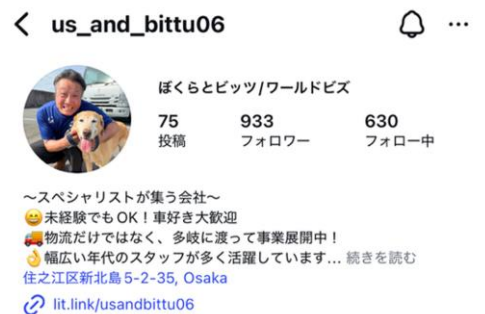 us_and_bittu06
ぼくらとビッツ/ワールドビズ
75 933 630
投稿 フォロワー フォロー中
〜スペシャリストが集う会社〜
😀未経験でもOK！車好き大歓迎
🚚物流だけではなく、多岐に渡って事業展開中！
👌幅広い年代のスタッフが多く活躍しています... 続きを読む
住之江区新北島5-2-35, Osaka
lit.link/usandbittu06